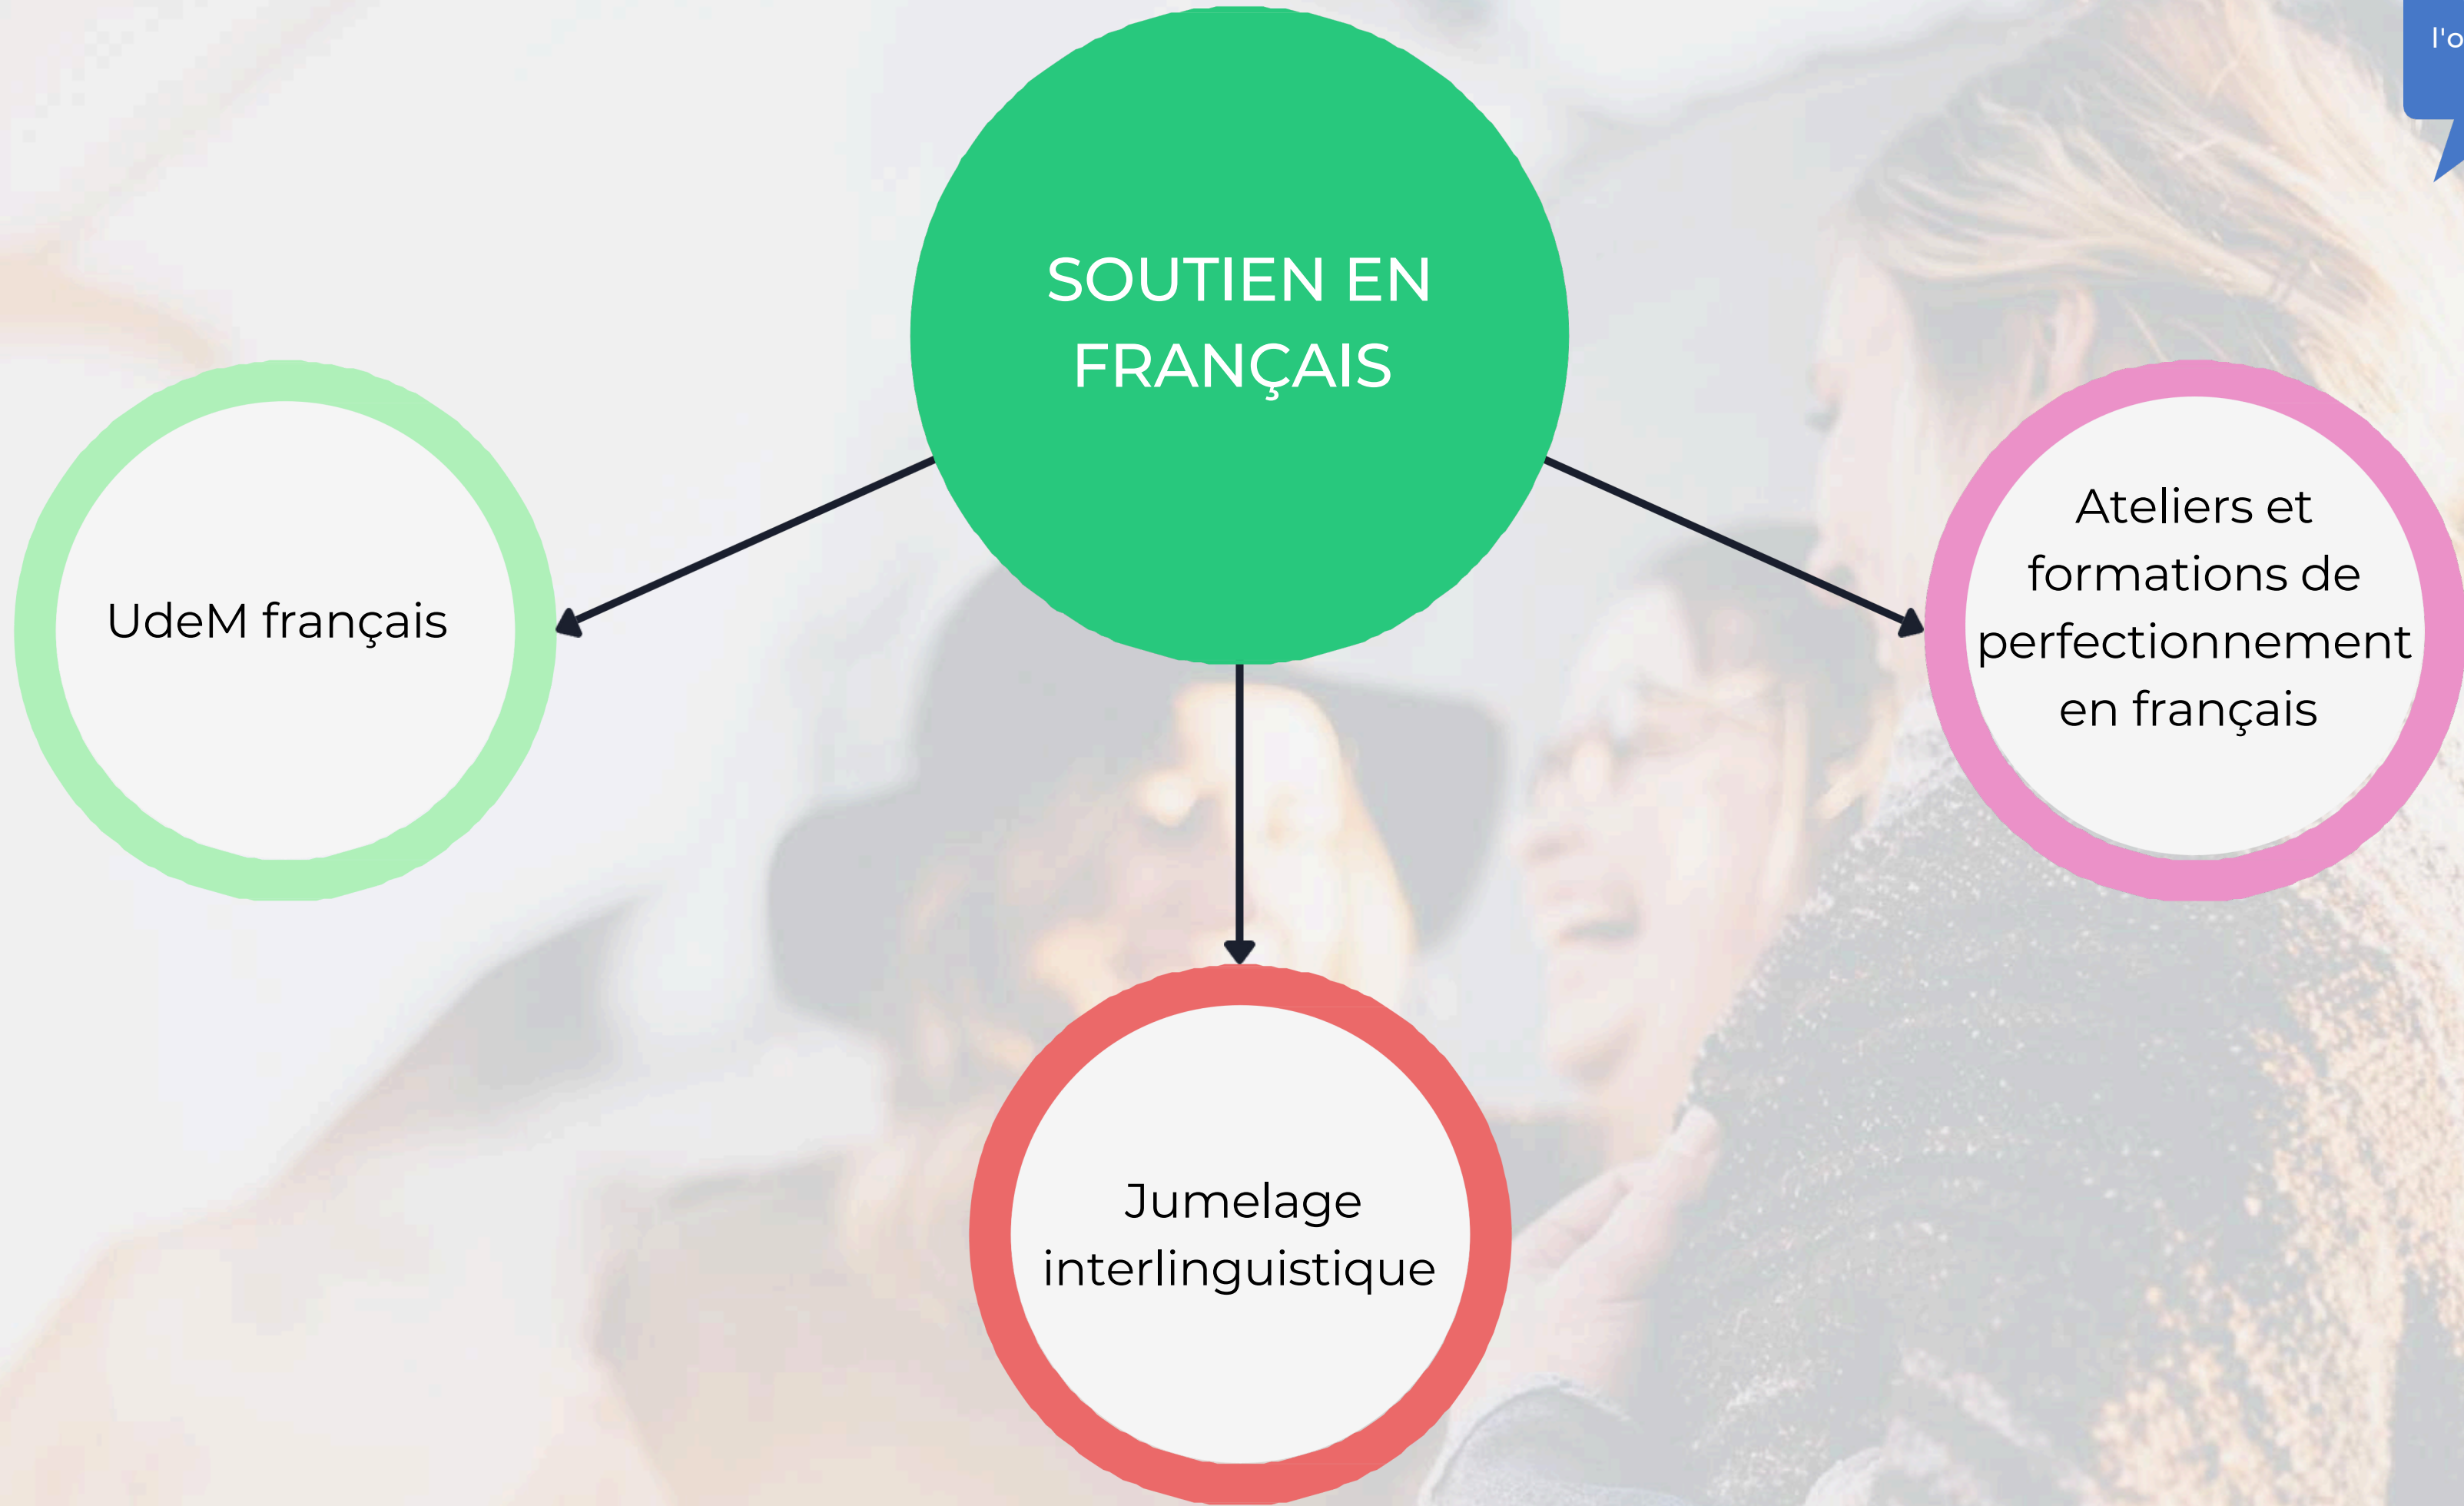 SOUTIEN EN
FRANÇAIS
UdeM français
Ateliers et
formations de
perfectionnement
en français
Jumelage
interlinguistique